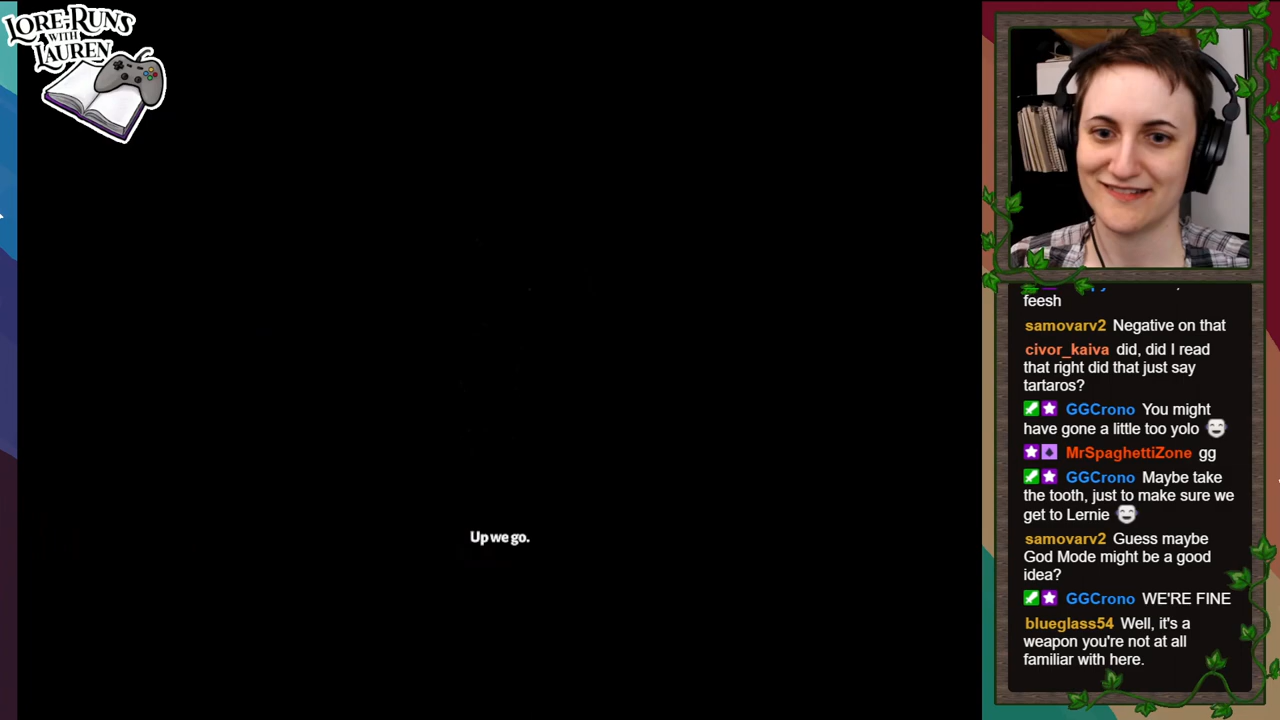 LORE-RUNS
WITH
LAUREN
Up we go.
feesh
samovarv2 Negative on that
civor_kaiva did, did I read
that right did that just say
tartaros?
GGCrono You might
have gone a little too yolo
MrSpaghettiZone gg
GGCrono Maybe take
the tooth, just to make sure we
get to Lernie
samovarv2 Guess maybe
God Mode might be a good
idea?
GGCrono WE'RE FINE
blueglass54 Well, it's a
weapon you're not at all
familiar with here.